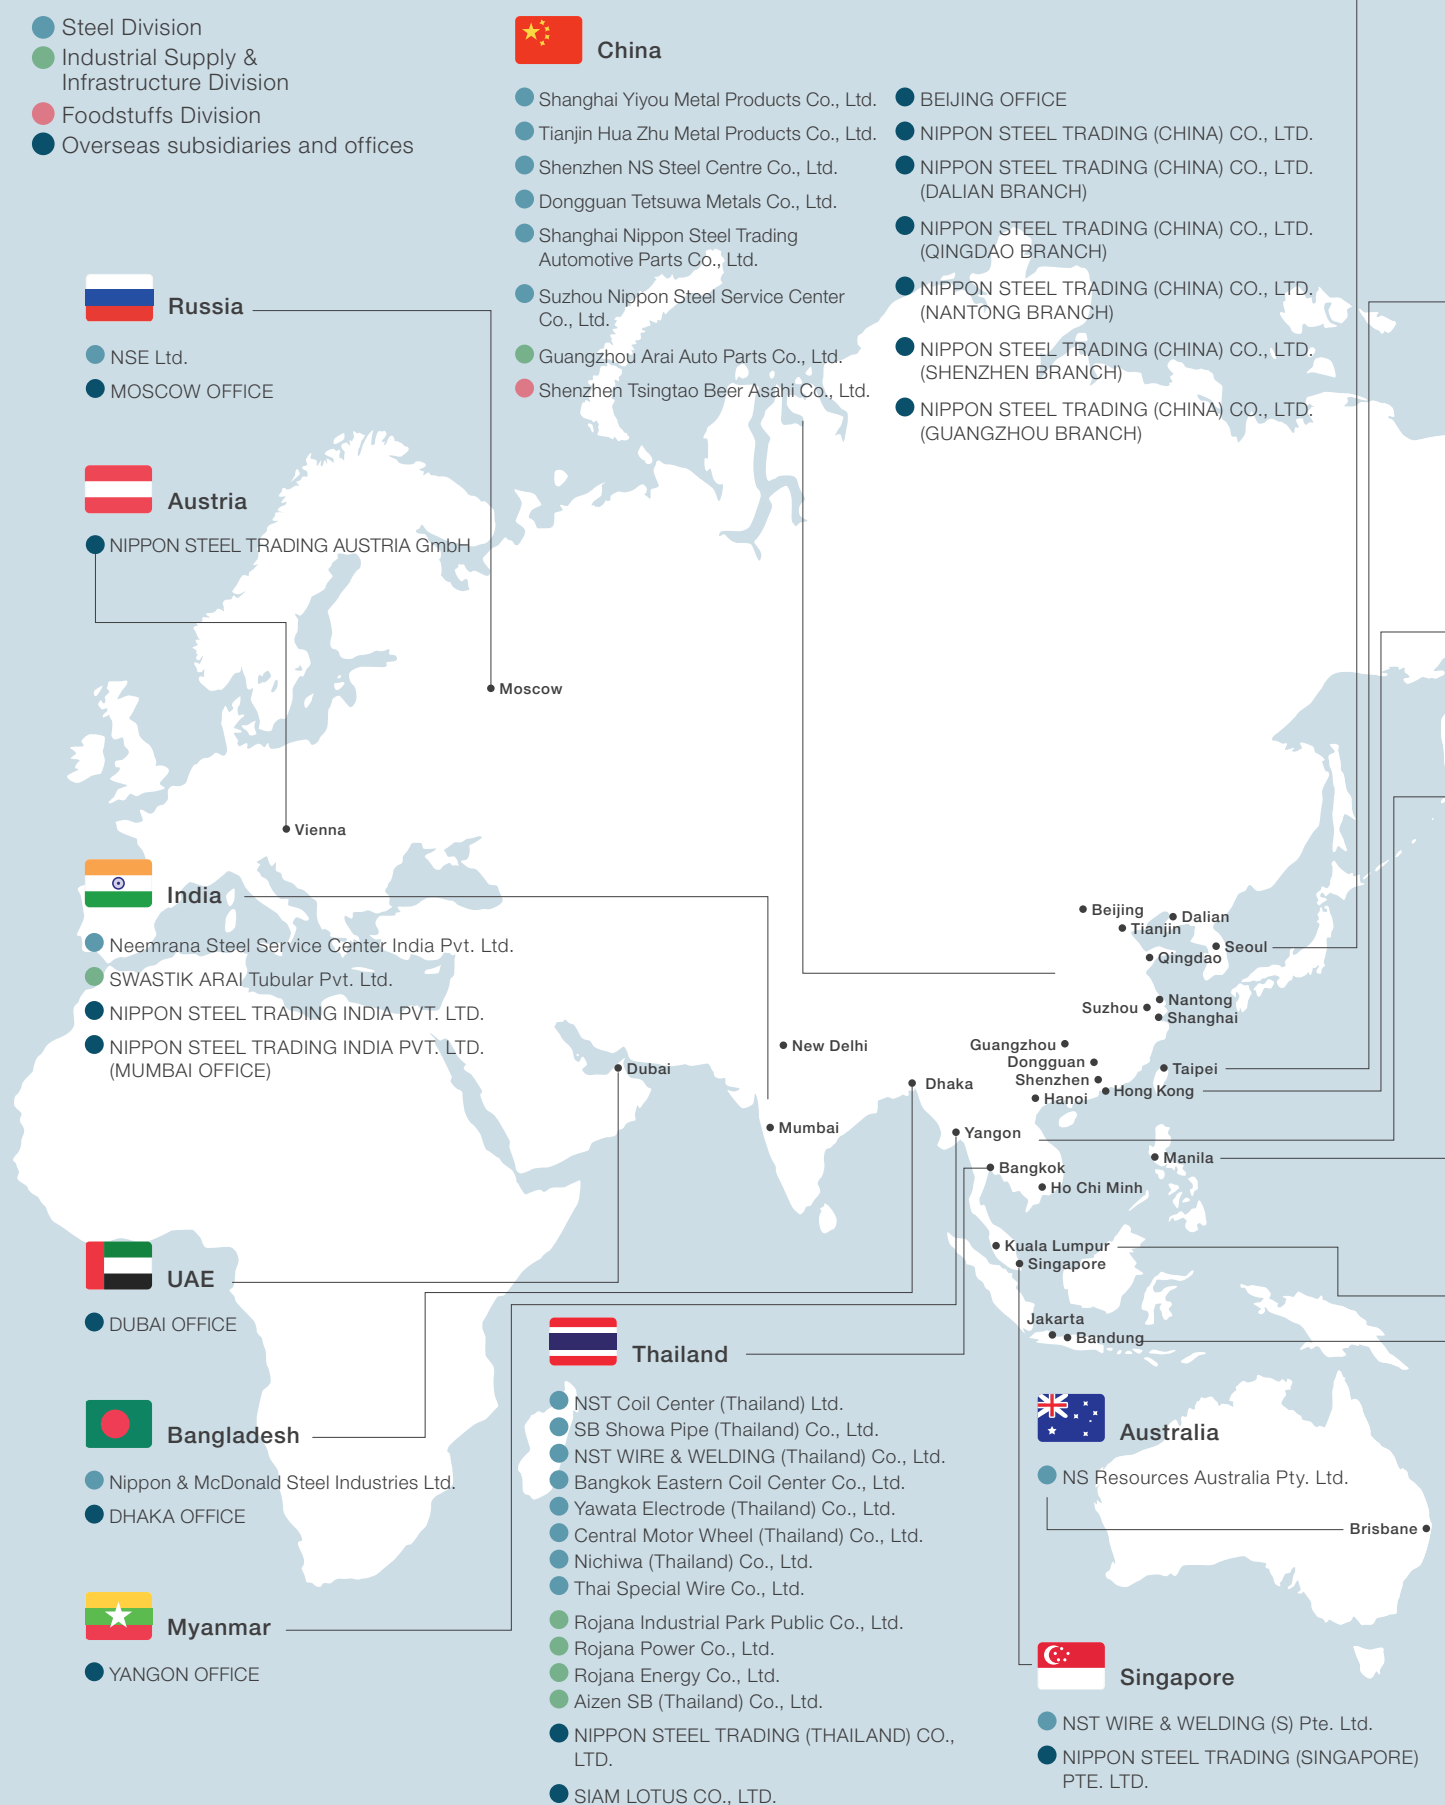 Steel Division
Industrial Supply &
Infrastructure Division
Foodstuffs Division
Overseas subsidiaries and offices
China
Shanghai Yiyou Metal Products Co., Ltd.
Tianjin Hua Zhu Metal Products Co., Ltd.
Shenzhen NS Steel Centre Co., Ltd.
Dongguan Tetsuwa Metals Co., Ltd.
Shanghai Nippon Steel Trading
Automotive Parts Co., Ltd.
Suzhou Nippon Steel Service Center
Co., Ltd.
Guangzhou Arai Auto Parts Co., Ltd.
Shenzhen Tsingtao Beer Asahi Co., Ltd.
BEIJING OFFICE
NIPPON STEEL TRADING (CHINA) CO., LTD.
NIPPON STEEL TRADING (CHINA) CO., LTD.
(DALIAN BRANCH)
NIPPON STEEL TRADING (CHINA) CO., LTD.
(QINGDAO BRANCH)
NIPPON STEEL TRADING (CHINA) CO., LTD.
(NANTONG BRANCH)
NIPPON STEEL TRADING (CHINA) CO., LTD.
(SHENZHEN BRANCH)
NIPPON STEEL TRADING (CHINA) CO., LTD.
(GUANGZHOU BRANCH)
Russia
NSE Ltd.
MOSCOW OFFICE
Austria
NIPPON STEEL TRADING AUSTRIA GmbH
Moscow
Vienna
India
Neemrana Steel Service Center India Pvt. Ltd.
SWASTIK ARAI Tubular Pvt. Ltd.
NIPPON STEEL TRADING INDIA PVT. LTD.
NIPPON STEEL TRADING INDIA PVT. LTD.
(MUMBAI OFFICE)
Beijing
Dalian
Tianjin
Seoul
Qingdao
Nantong
Suzhou
Shanghai
New Delhi
Guangzhou
Dongguan
Dubai
Taipei
Shenzhen
Dhaka
Hong Kong
Hanoi
Mumbai
Yangon
Manila
Bangkok
Ho Chi Minh
Kuala Lumpur
Singapore
Jakarta
Bandung
UAE
DUBAI OFFICE
Bangladesh
Nippon & McDonald Steel Industries Ltd.
DHAKA OFFICE
Myanmar
YANGON OFFICE
Thailand
NST Coil Center (Thailand) Ltd.
SB Showa Pipe (Thailand) Co., Ltd.
NST WIRE & WELDING (Thailand) Co., Ltd.
Bangkok Eastern Coil Center Co., Ltd.
Yawata Electrode (Thailand) Co., Ltd.
Central Motor Wheel (Thailand) Co., Ltd.
Nichiwa (Thailand) Co., Ltd.
Thai Special Wire Co., Ltd.
Rojana Industrial Park Public Co., Ltd.
Rojana Power Co., Ltd.
Rojana Energy Co., Ltd.
Aizen SB (Thailand) Co., Ltd.
NIPPON STEEL TRADING (THAILAND) CO.,
LTD.
SIAM LOTUS CO., LTD.
Australia
NS Resources Australia Pty. Ltd.
Brisbane
Singapore
NST WIRE & WELDING (S) Pte. Ltd.
NIPPON STEEL TRADING (SINGAPORE)
PTE. LTD.